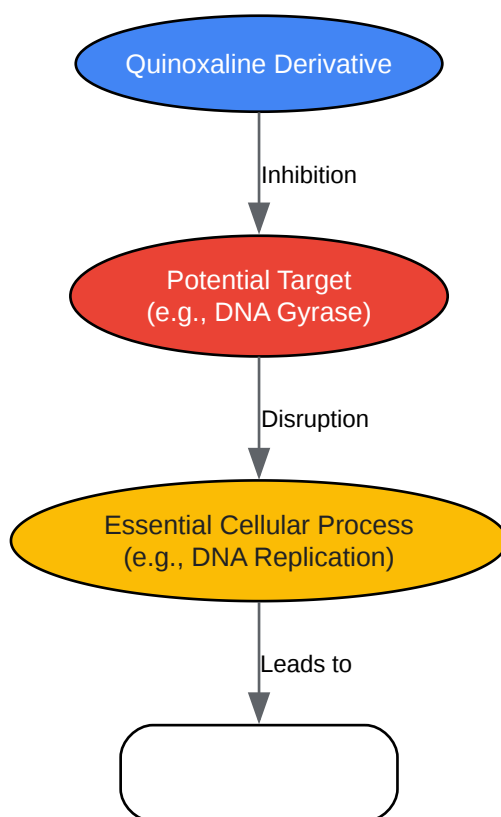 Quinoxaline Derivative
Inhibition
Potential Target
(e.g., DNA Gyrase)
Disruption
Essential Cellular Process
(e.g., DNA Replication)
Leads to